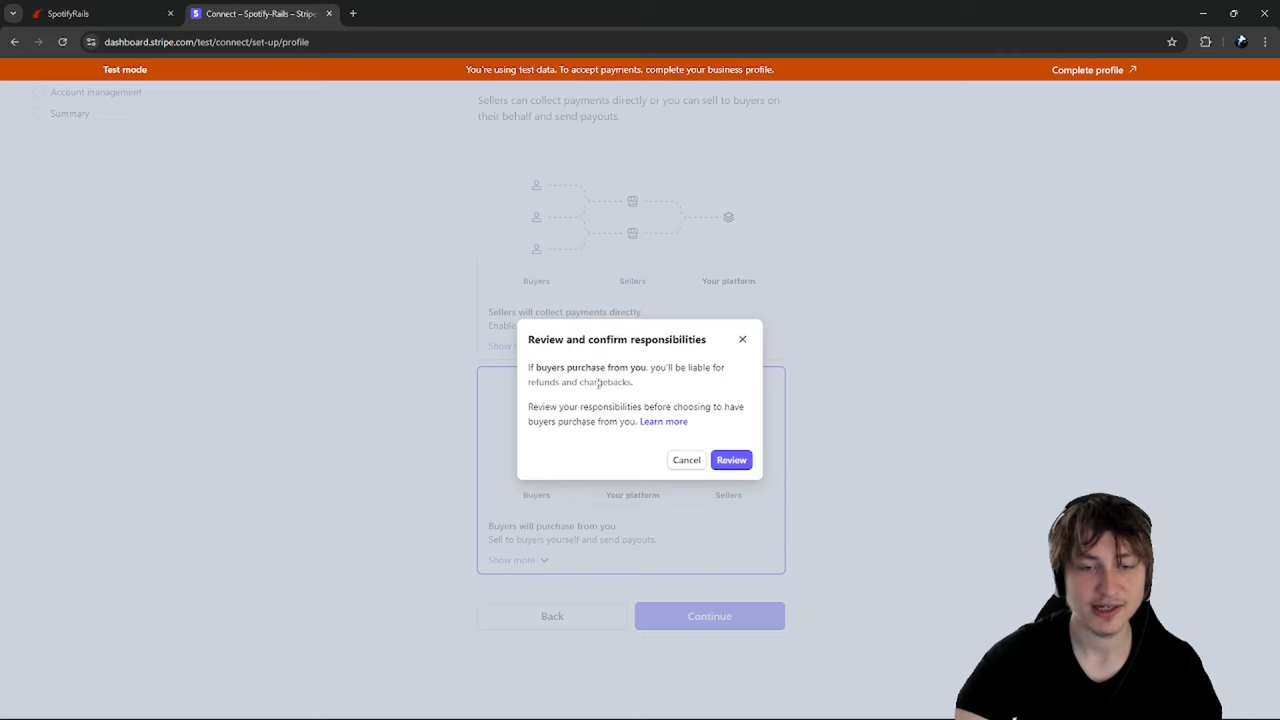 SpotifyRails
Connect – Spotify-Rails - Stripe
dashboard.stripe.com/test/connect/set-up/profile
Test mode
You're using test data. To accept payments, complete your business profile.
Complete profile
Account management
Summary
Sellers can collect payments directly or you can sell to buyers on
their behalf and send payouts.
Buyers
Sellers
Your platform
Sellers will collect payments directly
Enable
Show
Review and confirm responsibilities
If buyers purchase from you, you'll be liable for
refunds and chargebacks.
Review your responsibilities before choosing to have
buyers purchase from you. Learn more
Cancel
Review
Buyers
Your platform
Sellers
Buyers will purchase from you
Sell to buyers yourself and send payouts.
Show more
Back
Continue